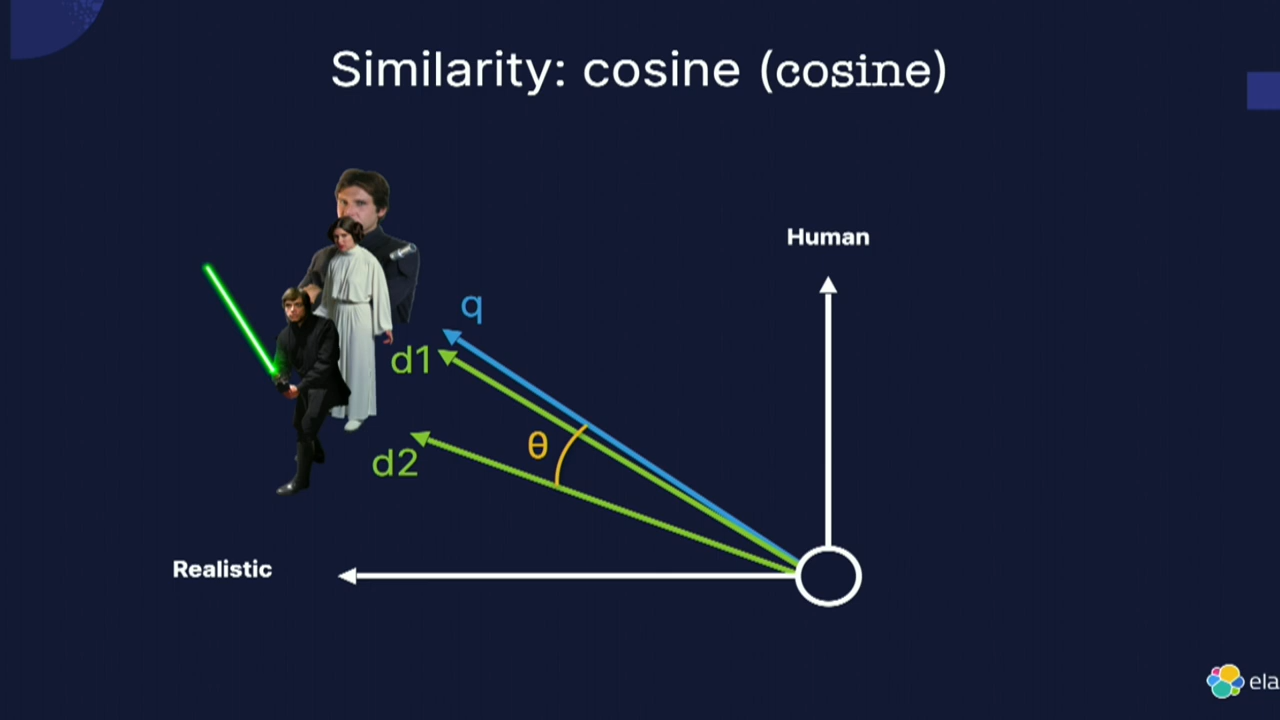 Similarity: cosine (cosine)
Human
q
d1
θ
d2
Realistic
ela